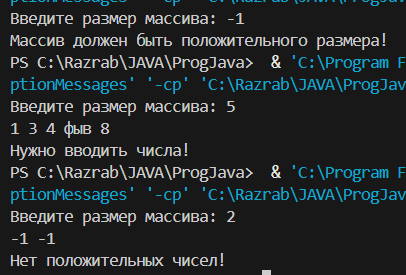 Введите размер массива: -1
Массив должен быть положительного размера!
PS C:\Razrab\JAVA\ProgJava>  & 'C:\Program F
ptionMessages' '-cp' 'C:\Razrab\JAVA\ProgJav
Введите размер массива: 5
1 3 4 фыв 8
Нужно вводить числа!
PS C:\Razrab\JAVA\ProgJava>  & 'C:\Program F
ptionMessages' '-cp' 'C:\Razrab\JAVA\ProgJav
Введите размер массива: 2
-1 -1
Нет положительных чисел!